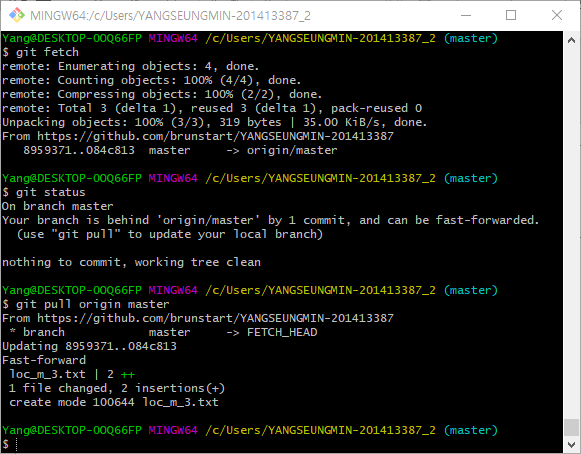 MINGW64:/c/Users/YANGSEUNGMIN-201413387_2
Yang@DESKTOP-OOQ66FP MINGW64 /c/Users/YANGSEUNGMIN-201413387_2 (master)
$ git fetch
remote: Enumerating objects: 4, done.
remote: Counting objects: 100% (4/4), done.
remote: Compressing objects: 100% (2/2), done.
remote: Total 3 (delta 1), reused 3 (delta 1), pack-reused 0
Unpacking objects: 100% (3/3), 319 bytes | 35.00 KiB/s, done.
From https://github.com/brunstart/YANGSEUNGMIN-201413387
   8959371..084c813  master     -> origin/master

Yang@DESKTOP-OOQ66FP MINGW64 /c/Users/YANGSEUNGMIN-201413387_2 (master)
$ git status
On branch master
Your branch is behind 'origin/master' by 1 commit, and can be fast-forwarded.
  (use "git pull" to update your local branch)

nothing to commit, working tree clean

Yang@DESKTOP-OOQ66FP MINGW64 /c/Users/YANGSEUNGMIN-201413387_2 (master)
$ git pull origin master
From https://github.com/brunstart/YANGSEUNGMIN-201413387
 * branch            master     -> FETCH_HEAD
Updating 8959371..084c813
Fast-forward
 loc_m_3.txt | 2 ++
 1 file changed, 2 insertions(+)
 create mode 100644 loc_m_3.txt

Yang@DESKTOP-OOQ66FP MINGW64 /c/Users/YANGSEUNGMIN-201413387_2 (master)
$